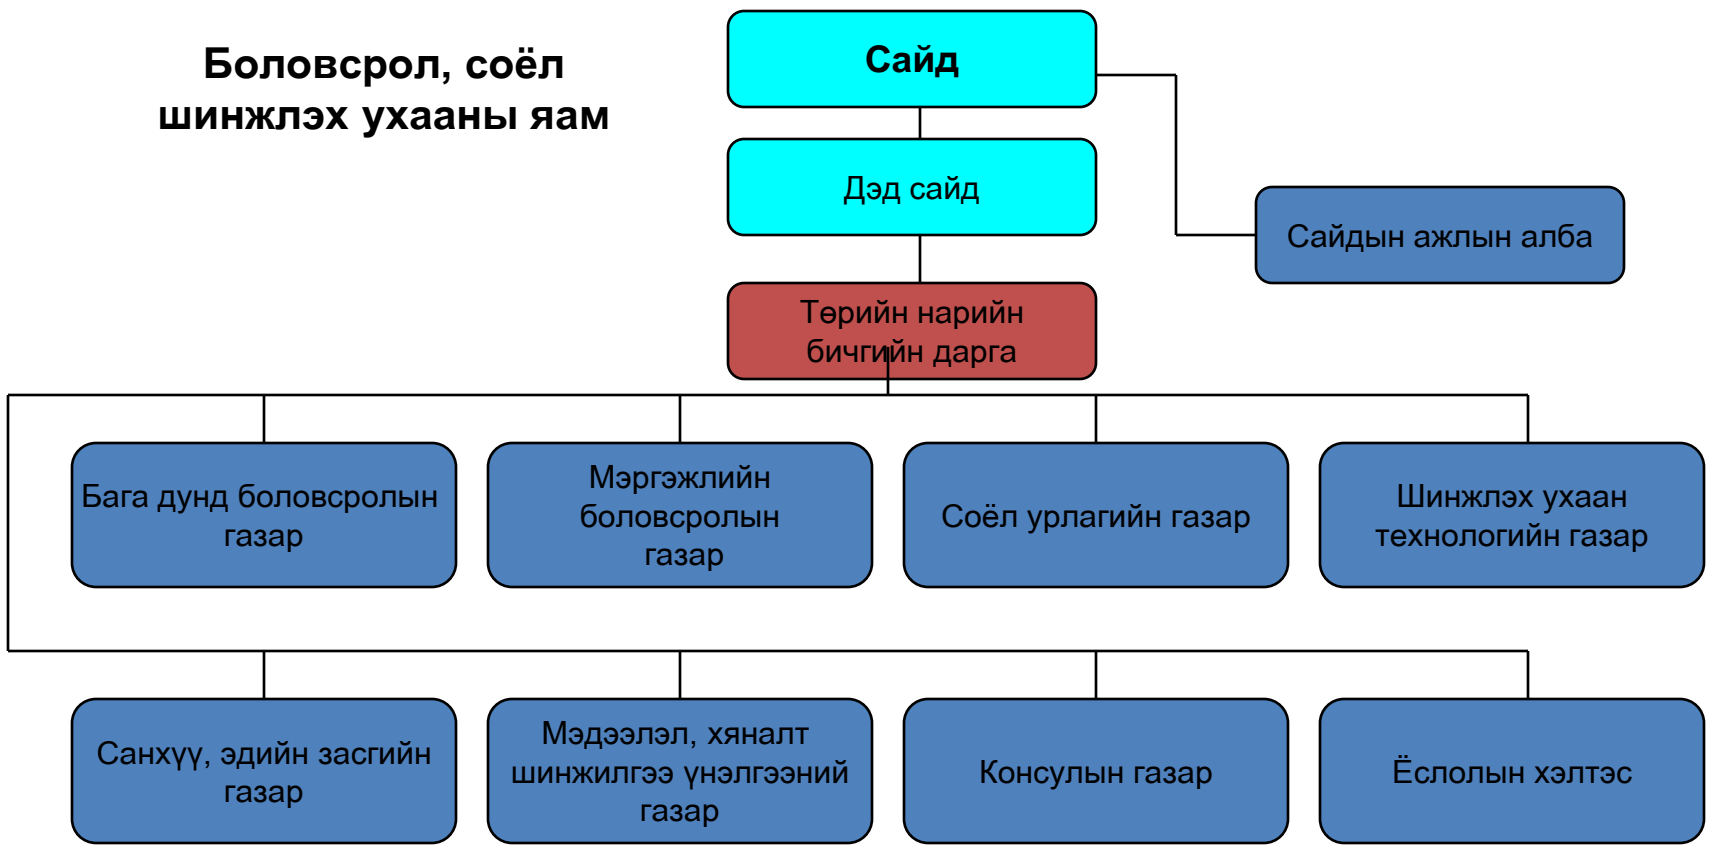 Боловсрол, соёл
шинжлэх ухааны яам
Сайд
Дэд сайд
Сайдын ажлын алба
Төрийн нарийн
бичгийн дарга
Бага дунд боловсролын
газар
Мэргэжлийн
боловсролын
газар
Соёл урлагийн газар
Шинжлэх ухаан
технологийн газар
Санхүү, эдийн засгийн
газар
Мэдээлэл, хяналт
шинжилгээ үнэлгээний
газар
Консулын газар
Ёслолын хэлтэс